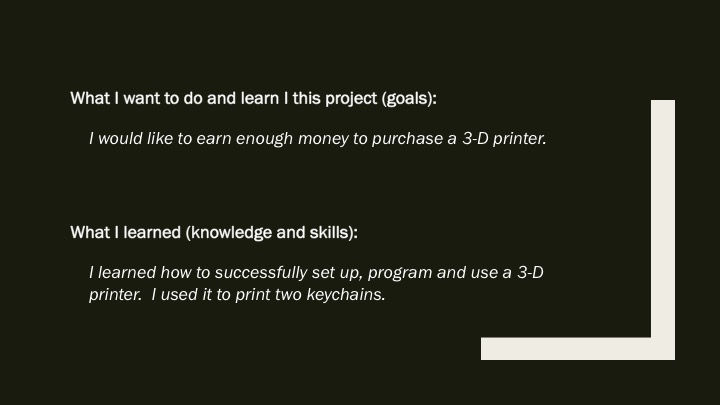 What I want to do and learn I this project (goals):
I would like to earn enough money to purchase a 3-D printer.
What I learned (knowledge and skills):
I learned how to successfully set up, program and use a 3-D
printer.  I used it to print two keychains.